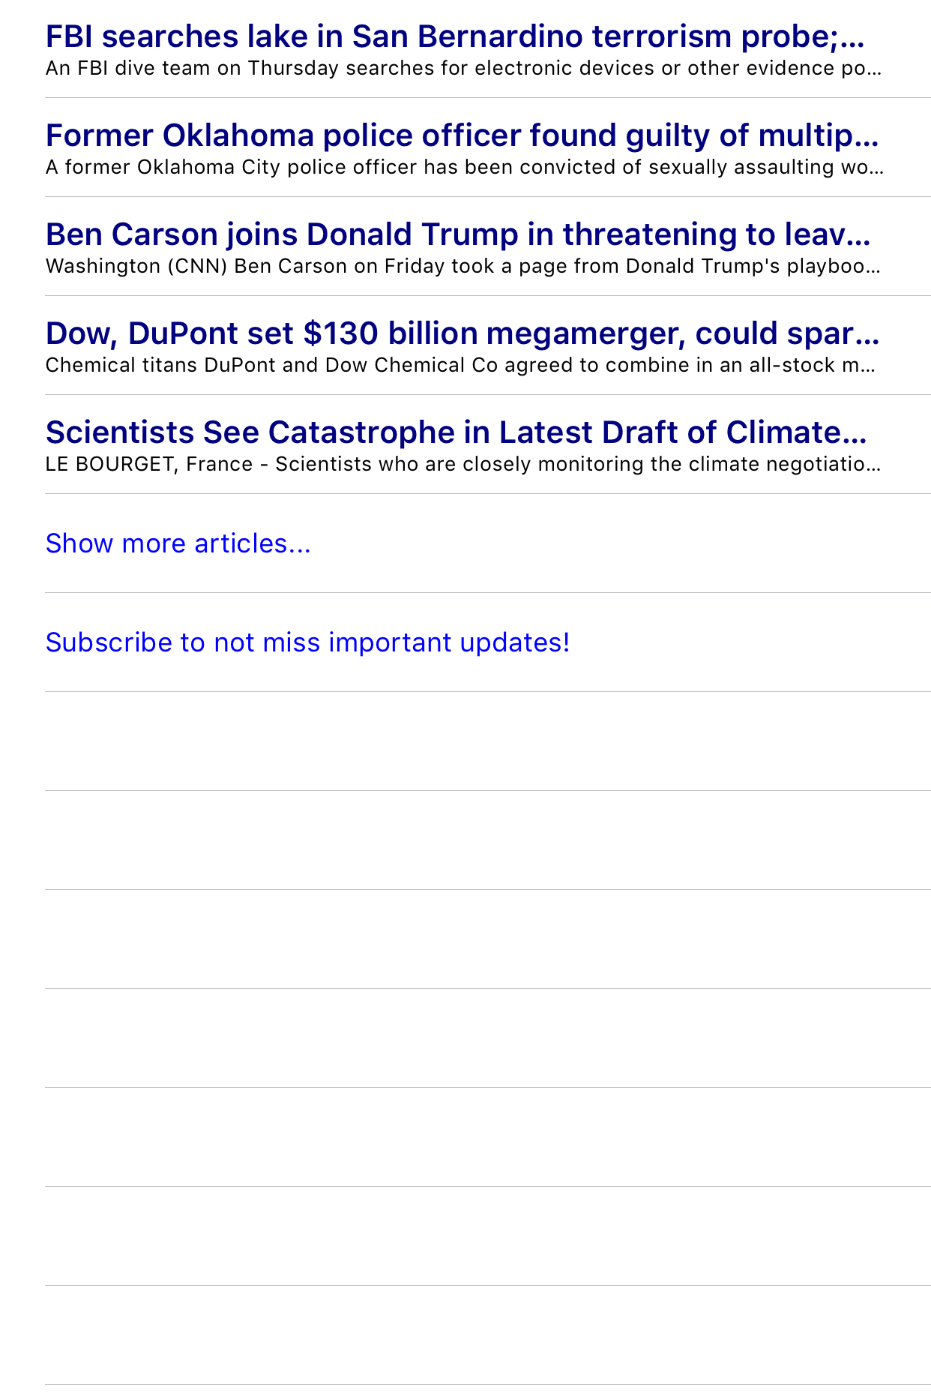 FBI searches lake in San Bernardino terrorism probe;...
An FBI dive team on Thursday searches for electronic devices or other evidence po...
Former Oklahoma police officer found guilty of multip...
A former Oklahoma City police officer has been convicted of sexually assaulting wo...
Ben Carson joins Donald Trump in threatening to leav...
Washington (CNN) Ben Carson on Friday took a page from Donald Trump's playboo...
Dow, DuPont set $130 billion megamerger, could spar...
Chemical titans DuPont and Dow Chemical Co agreed to combine in an all-stock m...
Scientists See Catastrophe in Latest Draft of Climate...
LE BOURGET, France - Scientists who are closely monitoring the climate negotiatio...
Show more articles...
Subscribe to not miss important updates!